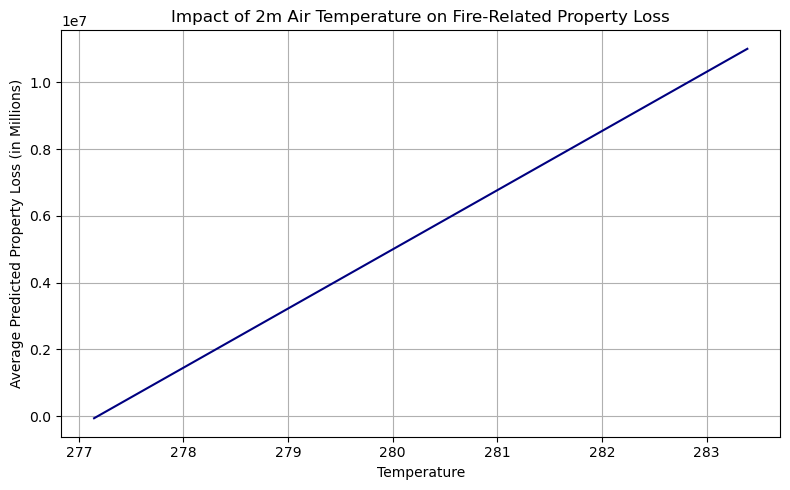 Impact of 2m Air Temperature on Fire-Related Property Loss
1e7
Average Predicted Property Loss (in Millions)
1.0
0.8
0.6
0.4
0.2
0.0
277 278 279 280 281 282 283
Temperature